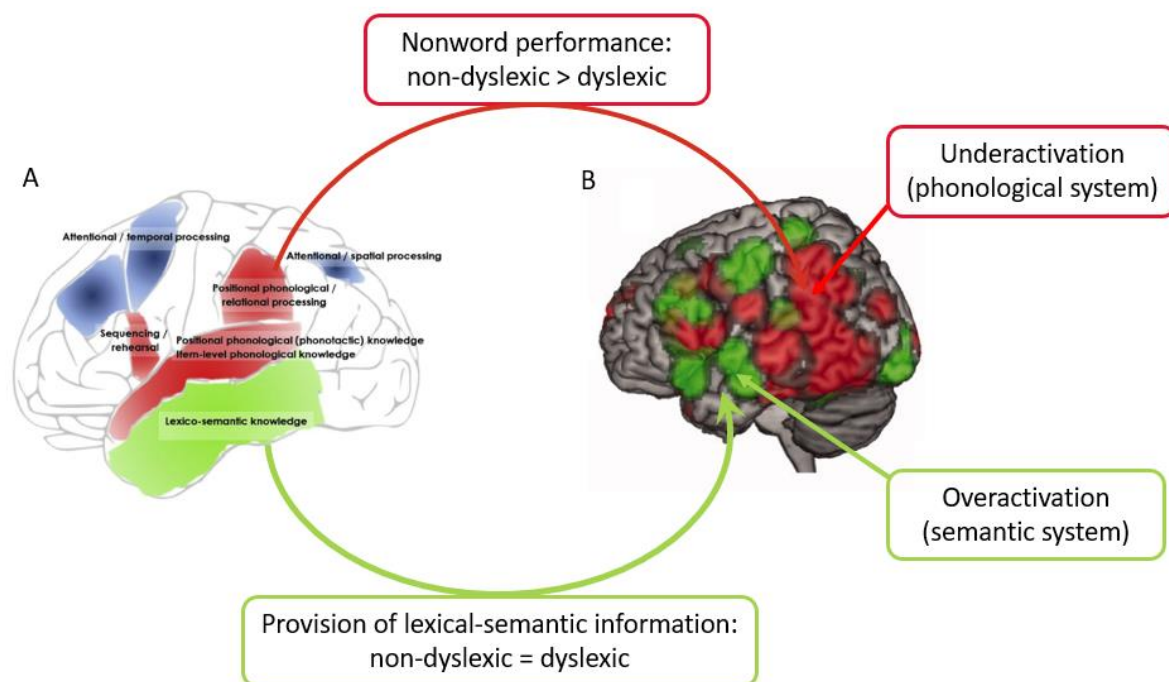 Nonword performance:
non-dyslexic > dyslexic
A
B
Underactivation
(phonological system)
Attentional / temporal processing
Attentional / spatial processing
Positional phonological /
relational processing
Sequencing /
rehearsal
Positional phonological (phonotactic) knowledge
Item-level phonological knowledge
Lexico-semantic knowledge
Overactivation
(semantic system)
Provision of lexical-semantic information:
non-dyslexic = dyslexic